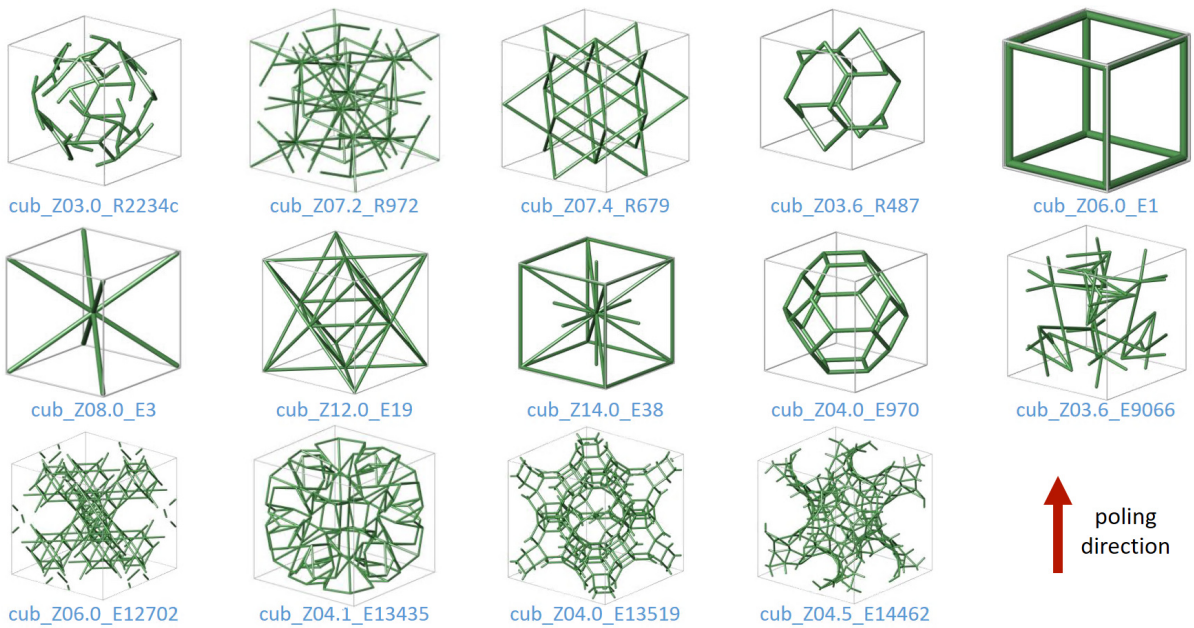 cub_Z03.0_R2234c
cub_Z07.2_R972
cub_Z07.4_R679
cub_Z03.6_R487
cub_Z06.0_E1
cub_Z08.0_E3
cub_Z12.0_E19
cub_Z14.0_E38
cub_Z04.0_E970
cub_Z03.6_E9066
cub_Z06.0_E12702
cub_Z04.1_E13435
cub_Z04.0_E13519
cub_Z04.5_E14462
poling
direction